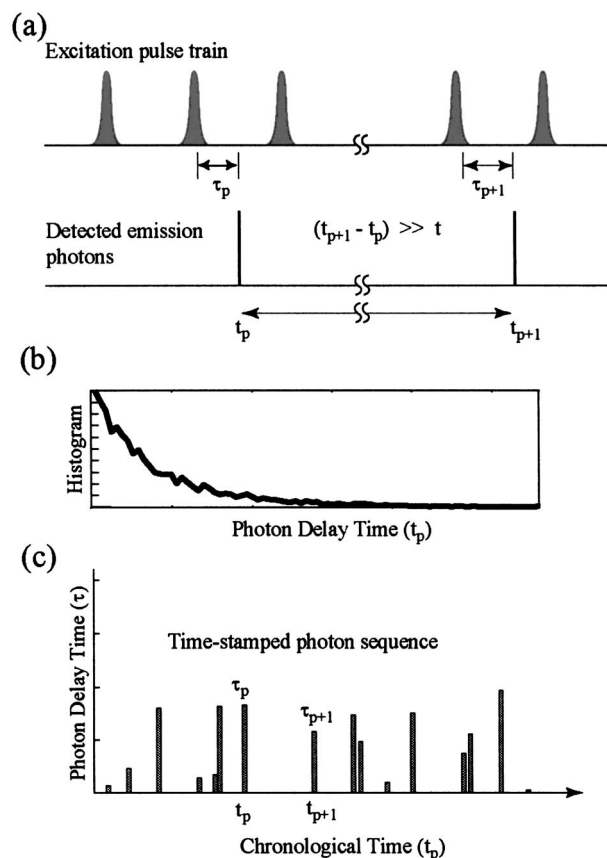 (a)
Excitation pulse train
τp
τp+1
Detected emission
photons
(tp+1 - tp) >> t
tp
tp+1
(b)
Histogram
Photon Delay Time (tp)
(c)
Photon Delay Time (τ)
Time-stamped photon sequence
τp
τp+1
tp
tp+1
Chronological Time (tp)